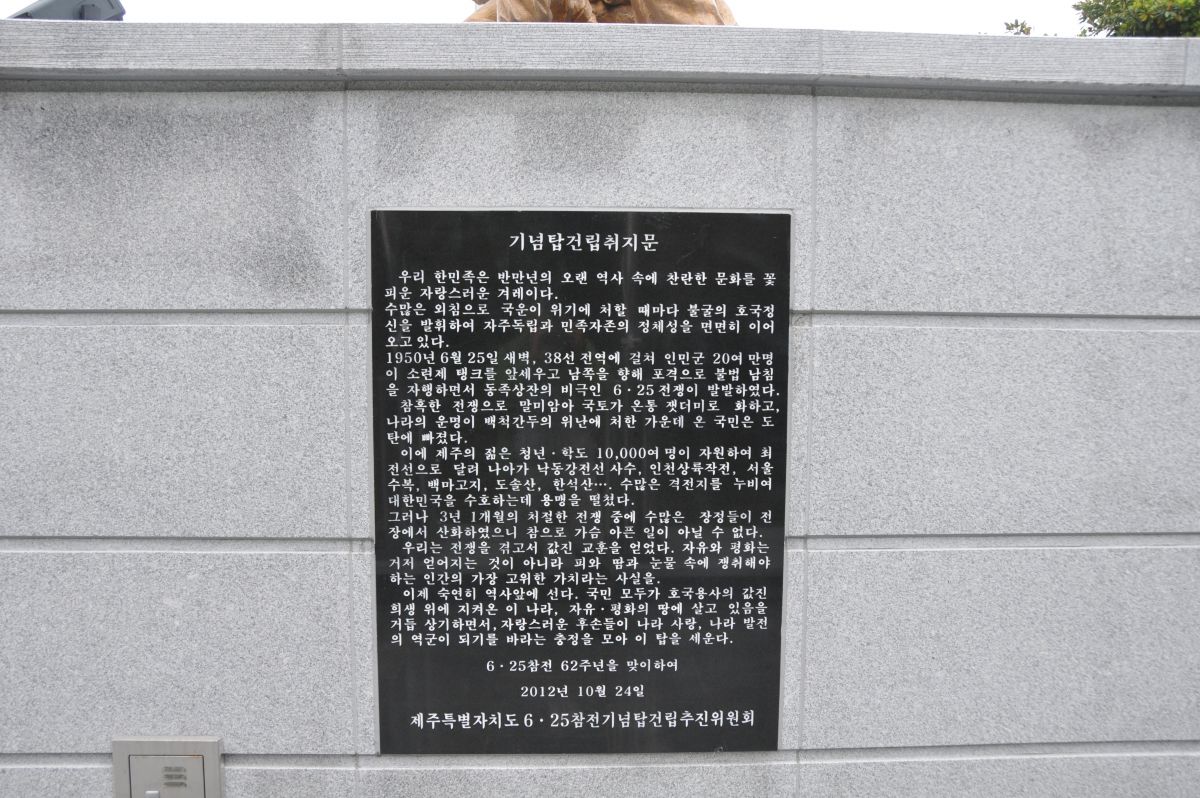 기념탑건립취지문
우리 한민족은 반만년의 오랜 역사 속에 찬란한 문화를 꽃
피운 자랑스러운 겨레이다.
수많은 외침으로 국운이 위기에 처할 때마다 불굴의 호국정
신을 발휘하여 자주독립과 민족자존의 정체성을 면면히 이어
오고있다.
1950년 6월 25일 새벽, 38선 전역에 걸쳐 인민군 20여만명
이 소련제 탱크를 앞세우고 남쪽을 향해 포격으로 불법 남침
을 자행하면서 동족상잔의 비극인 6·25전쟁이 발발하였다.
참혹한 전쟁으로 말미암아 국토가 온통 잿더미로 화하고,
나라의 운명이 백척간두의 위난에 처한 가운데 온 국민은 도
탄에 빠졌다.
이에 제주의 젊은 청년·학도 10,000여명이 자원하여 최
전선으로 달려 나아가 낙동강전선 사수, 인천상륙작전, 서울
수복, 백마고지, 도솔산, 한석산…. 수많은 격전지를 누비며
대한민국을 수호하는데 용맹을 떨쳤다.
그러나 3년 1개월의 처절한 전쟁 중에 수많은 장정들이 전
장에서 산화하였으니 참으로 가슴 아픈 일이 아닐 수 없다.
우리는 전쟁을 겪고서 값진 교훈을 얻었다. 자유와 평화는
거저 얻어지는 것이 아니라 피와 땀과 눈물 속에 쟁취해야
하는 인간의 가장 고위한 가치라는 사실을.
이제 숙연히 역사앞에 선다. 국민 모두가 호국용사의 값진
희생 위에 지켜온 이 나라, 자유·평화의 땅에 살고 있음을
거듭 상기하면서, 자랑스러운 후손들이 나라 사랑, 나라 발전
의 역군이 되기를 바라는 충정을 모아 이 탑을 세운다.
6·25참전 62주년을 맞이하여
2012년 10월 24일
제주특별자치도 6·25참전기념탑건립추진위원회